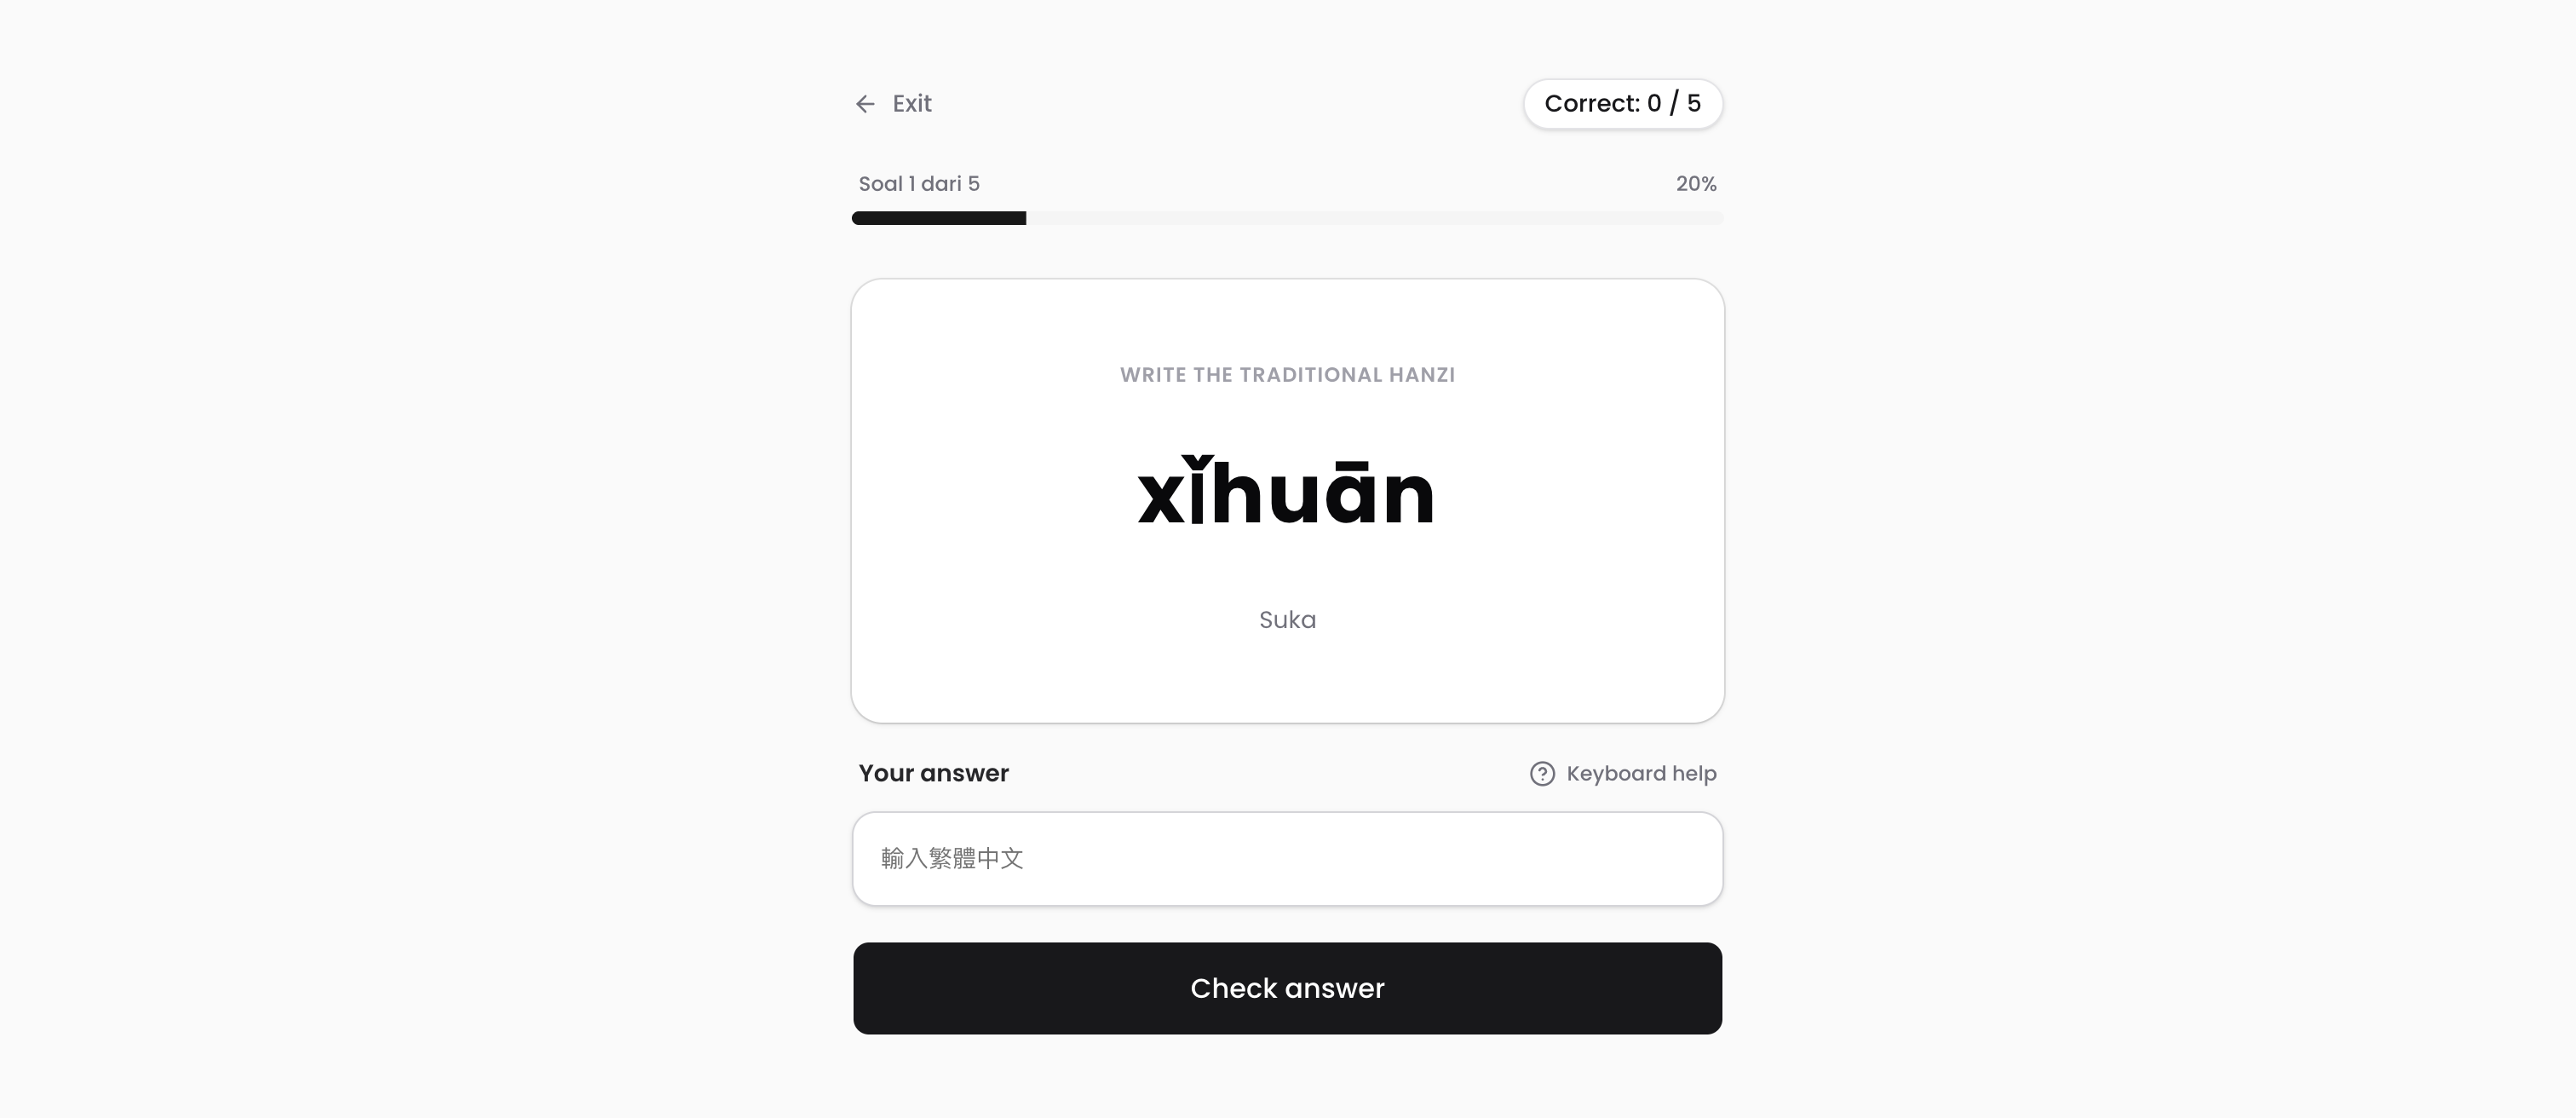 Exit
Correct: 0 / 5
Soal 1 dari 5
20%
WRITE THE TRADITIONAL HANZI
xǐhuān
Suka
Your answer
Keyboard help
輸入繁體中文
Check answer